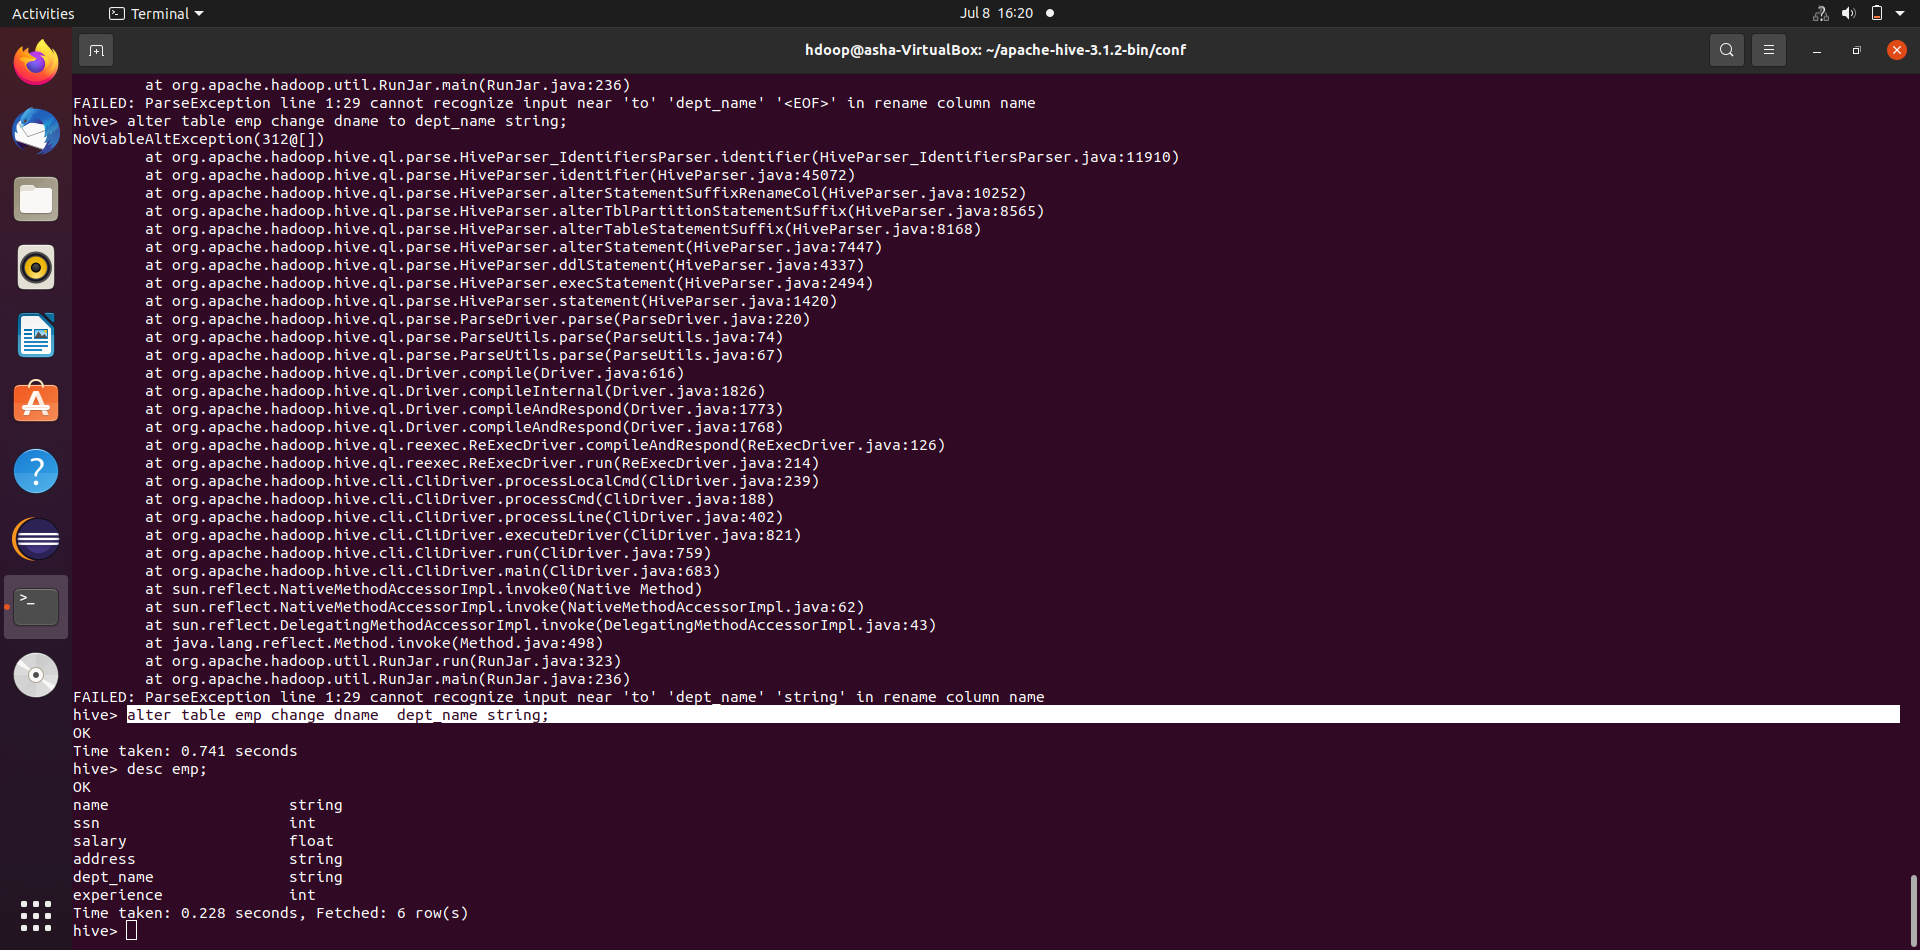 Activities
Terminal
Jul 8 16:20
hdoop@asha-VirtualBox: ~/apache-hive-3.1.2-bin/conf
at org.apache.hadoop.util.RunJar.main(RunJar.java:236)
FAILED: ParseException line 1:29 cannot recognize input near 'to' 'dept_name' '<EOF>' in rename column name
hive> alter table emp change dname to dept_name string;
NoViableAltException(312@[])
at org.apache.hadoop.hive.ql.parse.HiveParser_IdentifiersParser.identifier(HiveParser_IdentifiersParser.java:11910)
at org.apache.hadoop.hive.ql.parse.HiveParser.identifier(HiveParser.java:45072)
at org.apache.hadoop.hive.ql.parse.HiveParser.alterStatementSuffixRenameCol(HiveParser.java:10252)
at org.apache.hadoop.hive.ql.parse.HiveParser.alterTblPartitionStatementSuffix(HiveParser.java:8565)
at org.apache.hadoop.hive.ql.parse.HiveParser.alterTableStatementSuffix(HiveParser.java:8168)
at org.apache.hadoop.hive.ql.parse.HiveParser.alterStatement(HiveParser.java:7447)
at org.apache.hadoop.hive.ql.parse.HiveParser.ddlStatement(HiveParser.java:4337)
at org.apache.hadoop.hive.ql.parse.HiveParser.execStatement(HiveParser.java:2494)
at org.apache.hadoop.hive.ql.parse.HiveParser.statement(HiveParser.java:1420)
at org.apache.hadoop.hive.ql.parse.ParseDriver.parse(ParseDriver.java:220)
at org.apache.hadoop.hive.ql.parse.ParseUtils.parse(ParseUtils.java:74)
at org.apache.hadoop.hive.ql.parse.ParseUtils.parse(ParseUtils.java:67)
at org.apache.hadoop.hive.ql.Driver.compile(Driver.java:616)
at org.apache.hadoop.hive.ql.Driver.compileInternal(Driver.java:1826)
at org.apache.hadoop.hive.ql.Driver.compileAndRespond(Driver.java:1773)
at org.apache.hadoop.hive.ql.Driver.compileAndRespond(Driver.java:1768)
at org.apache.hadoop.hive.ql.reexec.ReExecDriver.compileAndRespond(ReExecDriver.java:126)
at org.apache.hadoop.hive.ql.reexec.ReExecDriver.run(ReExecDriver.java:214)
at org.apache.hadoop.hive.cli.CliDriver.processLocalCmd(CliDriver.java:239)
at org.apache.hadoop.hive.cli.CliDriver.processCmd(CliDriver.java:188)
at org.apache.hadoop.hive.cli.CliDriver.processLine(CliDriver.java:402)
at org.apache.hadoop.hive.cli.CliDriver.executeDriver(CliDriver.java:821)
at org.apache.hadoop.hive.cli.CliDriver.run(CliDriver.java:759)
at org.apache.hadoop.hive.cli.CliDriver.main(CliDriver.java:683)
at sun.reflect.NativeMethodAccessorImpl.invoke0(Native Method)
at sun.reflect.NativeMethodAccessorImpl.invoke(NativeMethodAccessorImpl.java:62)
at sun.reflect.DelegatingMethodAccessorImpl.invoke(DelegatingMethodAccessorImpl.java:43)
at java.lang.reflect.Method.invoke(Method.java:498)
at org.apache.hadoop.util.RunJar.run(RunJar.java:323)
at org.apache.hadoop.util.RunJar.main(RunJar.java:236)
FAILED: ParseException line 1:29 cannot recognize input near 'to' 'dept_name' 'string' in rename column name
hive> alter table emp change dname  dept_name string;
OK
Time taken: 0.741 seconds
hive> desc emp;
OK
name string
ssn int
salary float
address string
dept_name string
experience int
Time taken: 0.228 seconds, Fetched: 6 row(s)
hive>